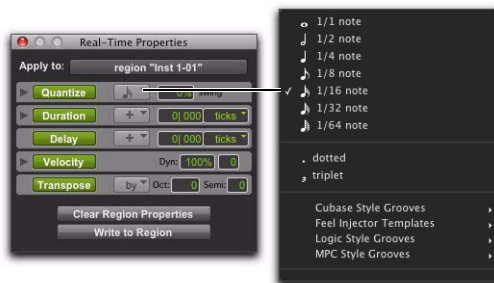 Real-Time Properties
Apply to: region "Inst 1-01"
Quantize 0% swing
Duration + 0| 000 ticks
Delay + 0| 000 ticks
Velocity Dyn: 100% 0
Transpose by Oct: 0 Semi: 0
Clear Region Properties
Write to Region
1/1 note
1/2 note
1/4 note
1/8 note
✓ 1/16 note
1/32 note
1/64 note
. dotted
3 triplet
Cubase Style Grooves
Feel Injector Templates
Logic Style Grooves
MPC Style Grooves